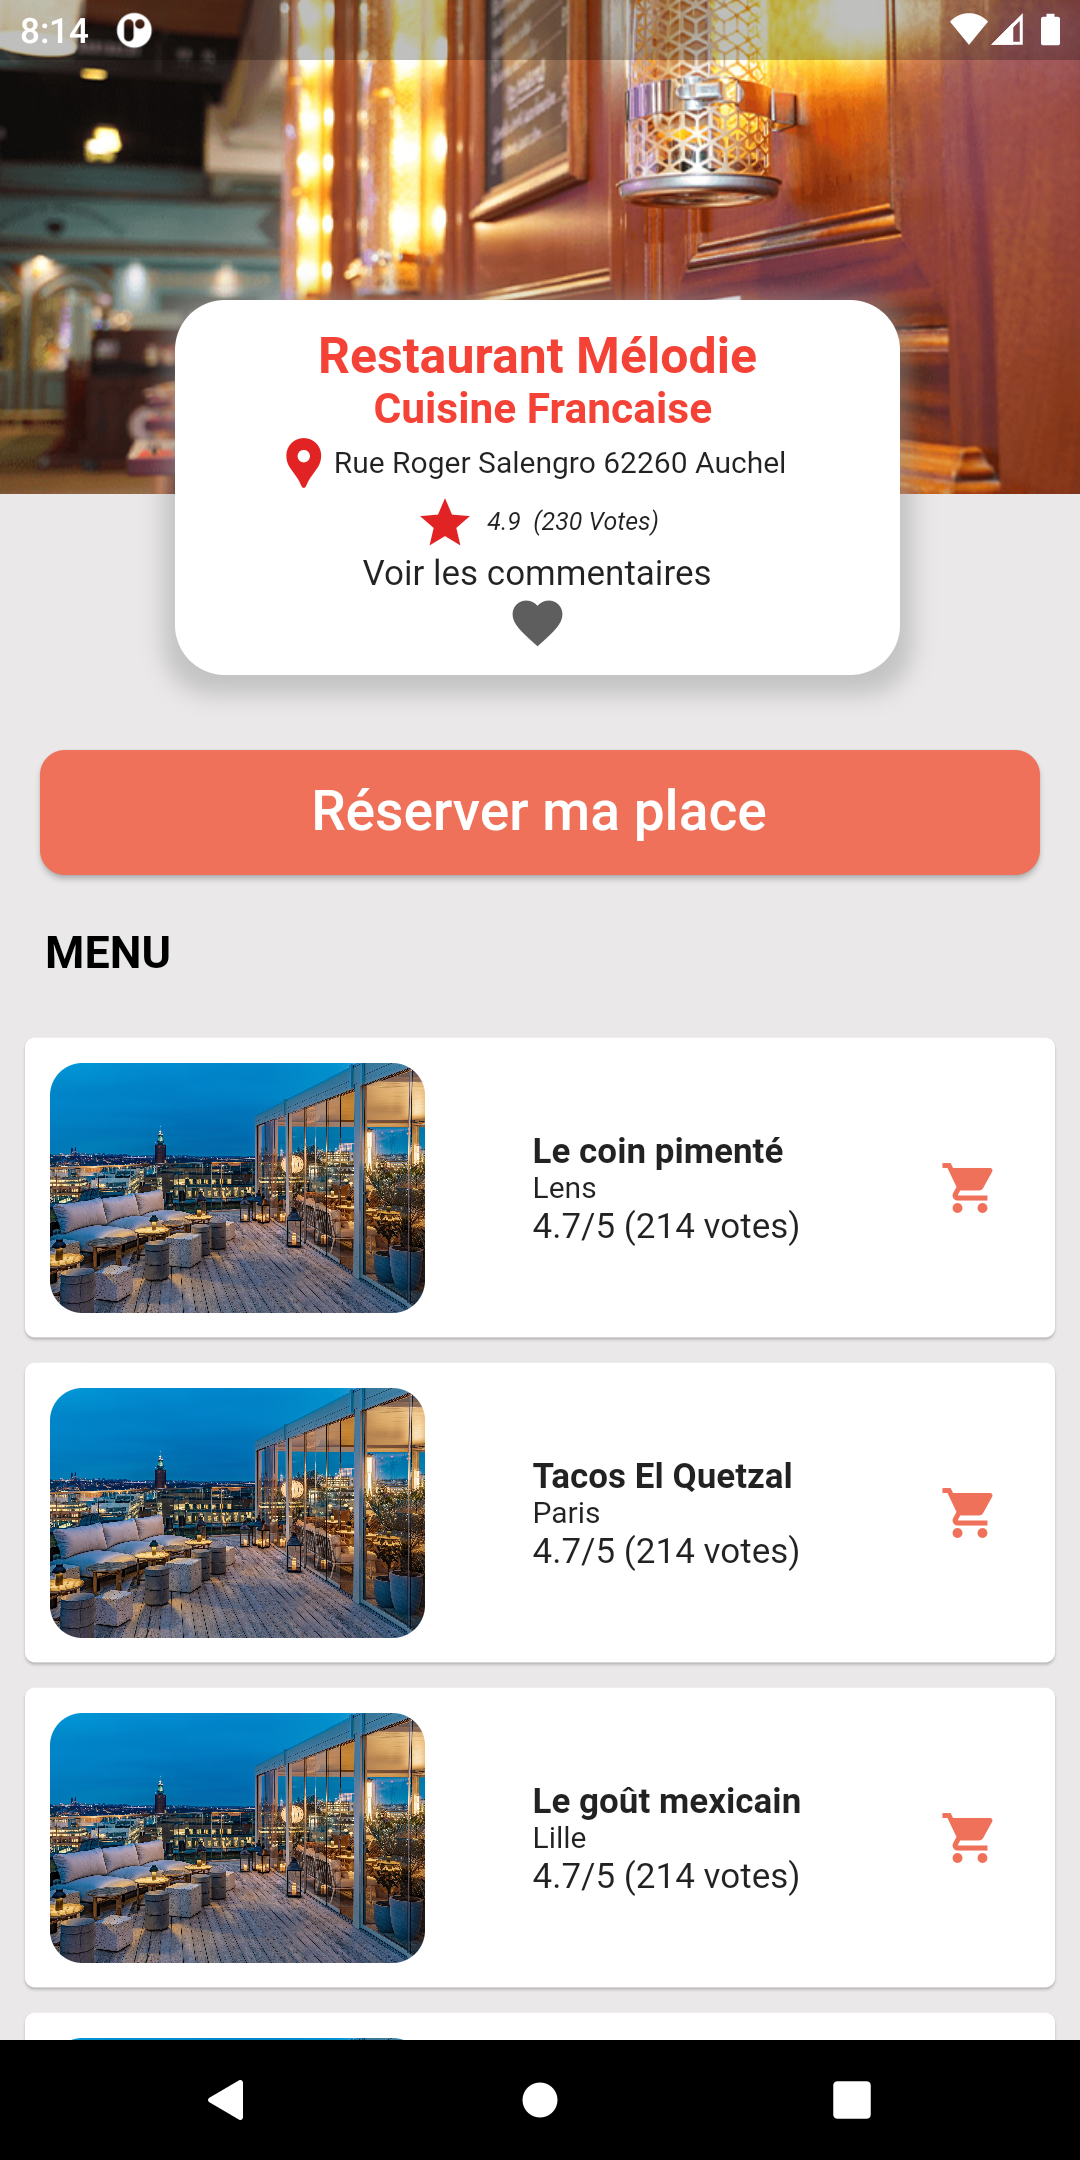 8:14
Restaurant Mélodie
Cuisine Francaise
Rue Roger Salengro 62260 Auchel
4.9 (230 Votes)
Voir les commentaires
Réserver ma place
MENU
Le coin pimenté
Lens
4.7/5 (214 votes)
Tacos El Quetzal
Paris
4.7/5 (214 votes)
Le goût mexicain
Lille
4.7/5 (214 votes)